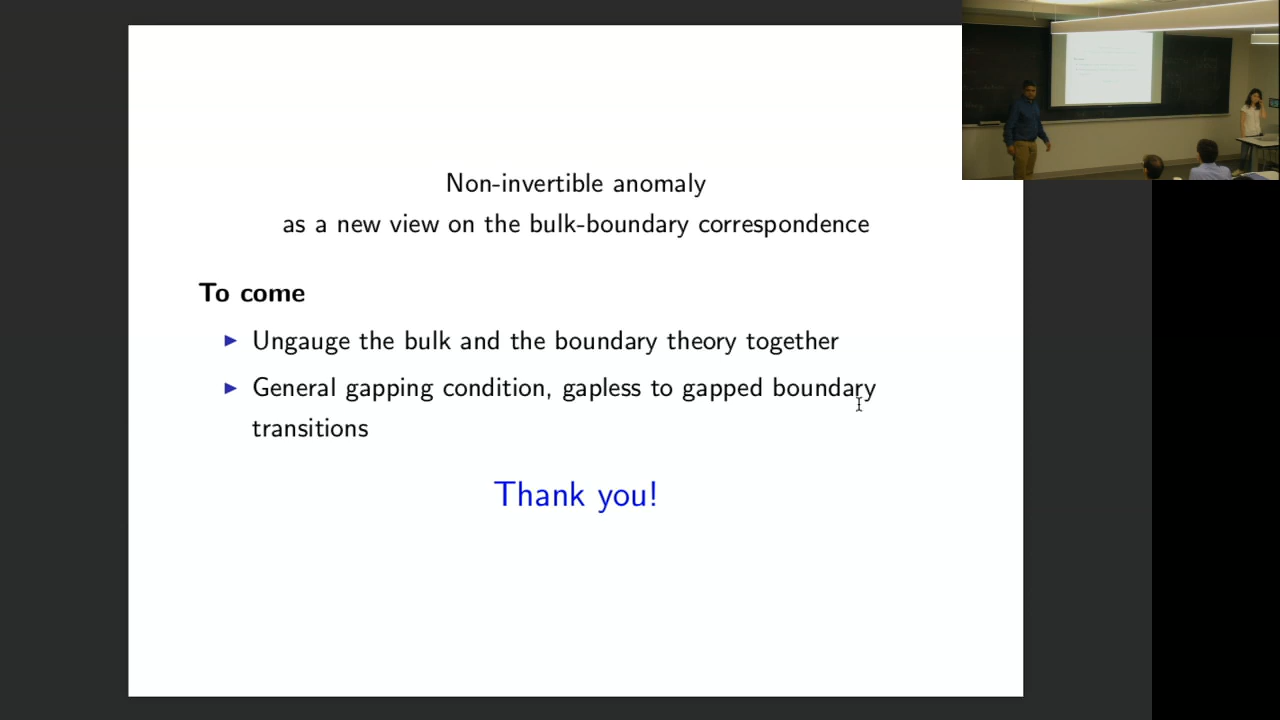 Non-invertible anomaly
as a new view on the bulk-boundary correspondence
To come
▶ Ungauge the bulk and the boundary theory together
▶ General gapping condition, gapless to gapped boundary
transitions
Thank you!